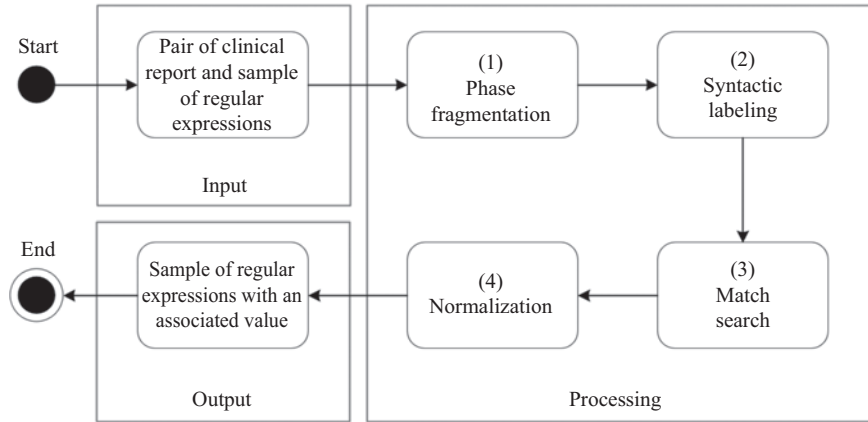 Start
Pair of clinical
report and sample
of regular
expressions
Input
(1)
Phase
fragmentation
(2)
Syntactic
labeling
(3)
Match
search
(4)
Normalization
Processing
Sample of regular
expressions with an
associated value
Output
End